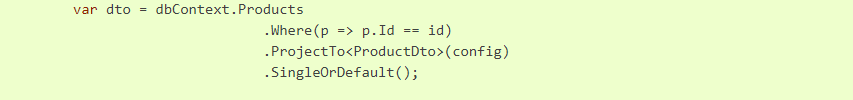 var dto = dbContext.Products
.Where(p => p.Id == id)
.ProjectTo<ProductDto>(config)
.SingleOrDefault();